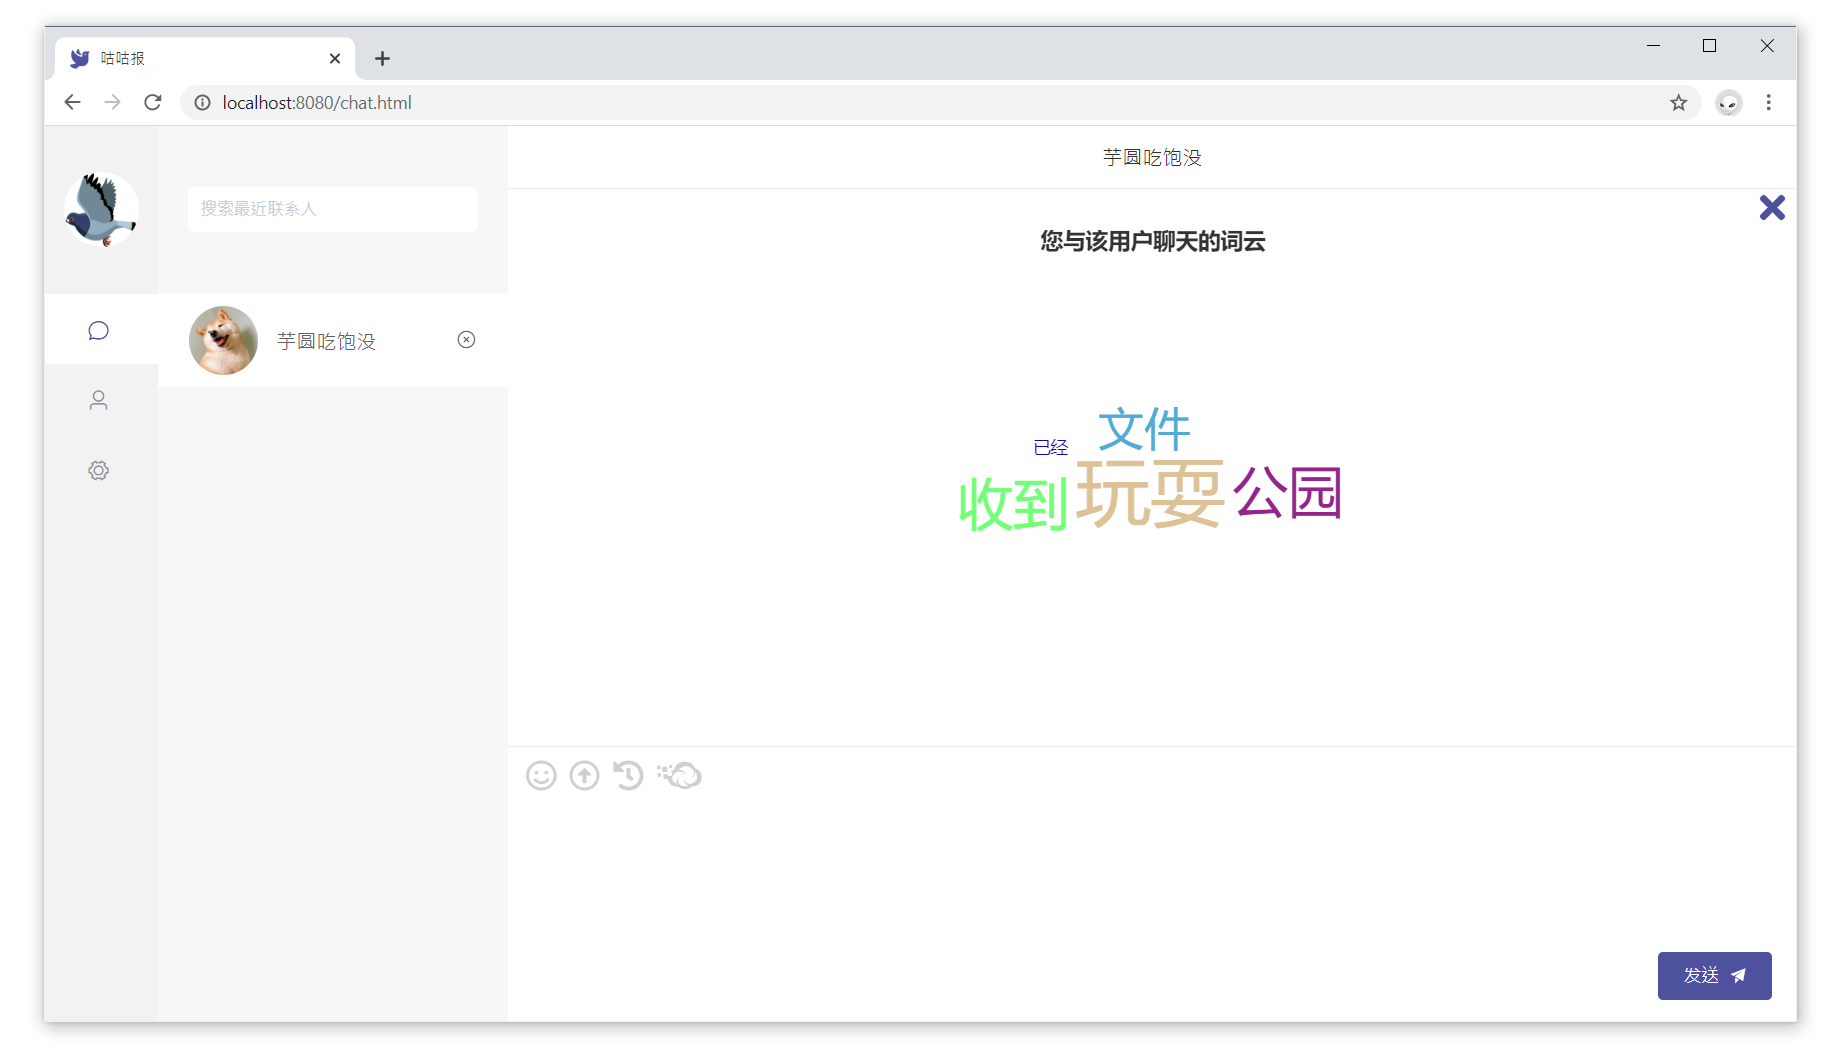 咕咕报
localhost:8080/chat.html
搜索最近联系人
芋圆吃饱没
芋圆吃饱没
您与该用户聊天的词云
文件
已经
收到
玩耍
公园
发送